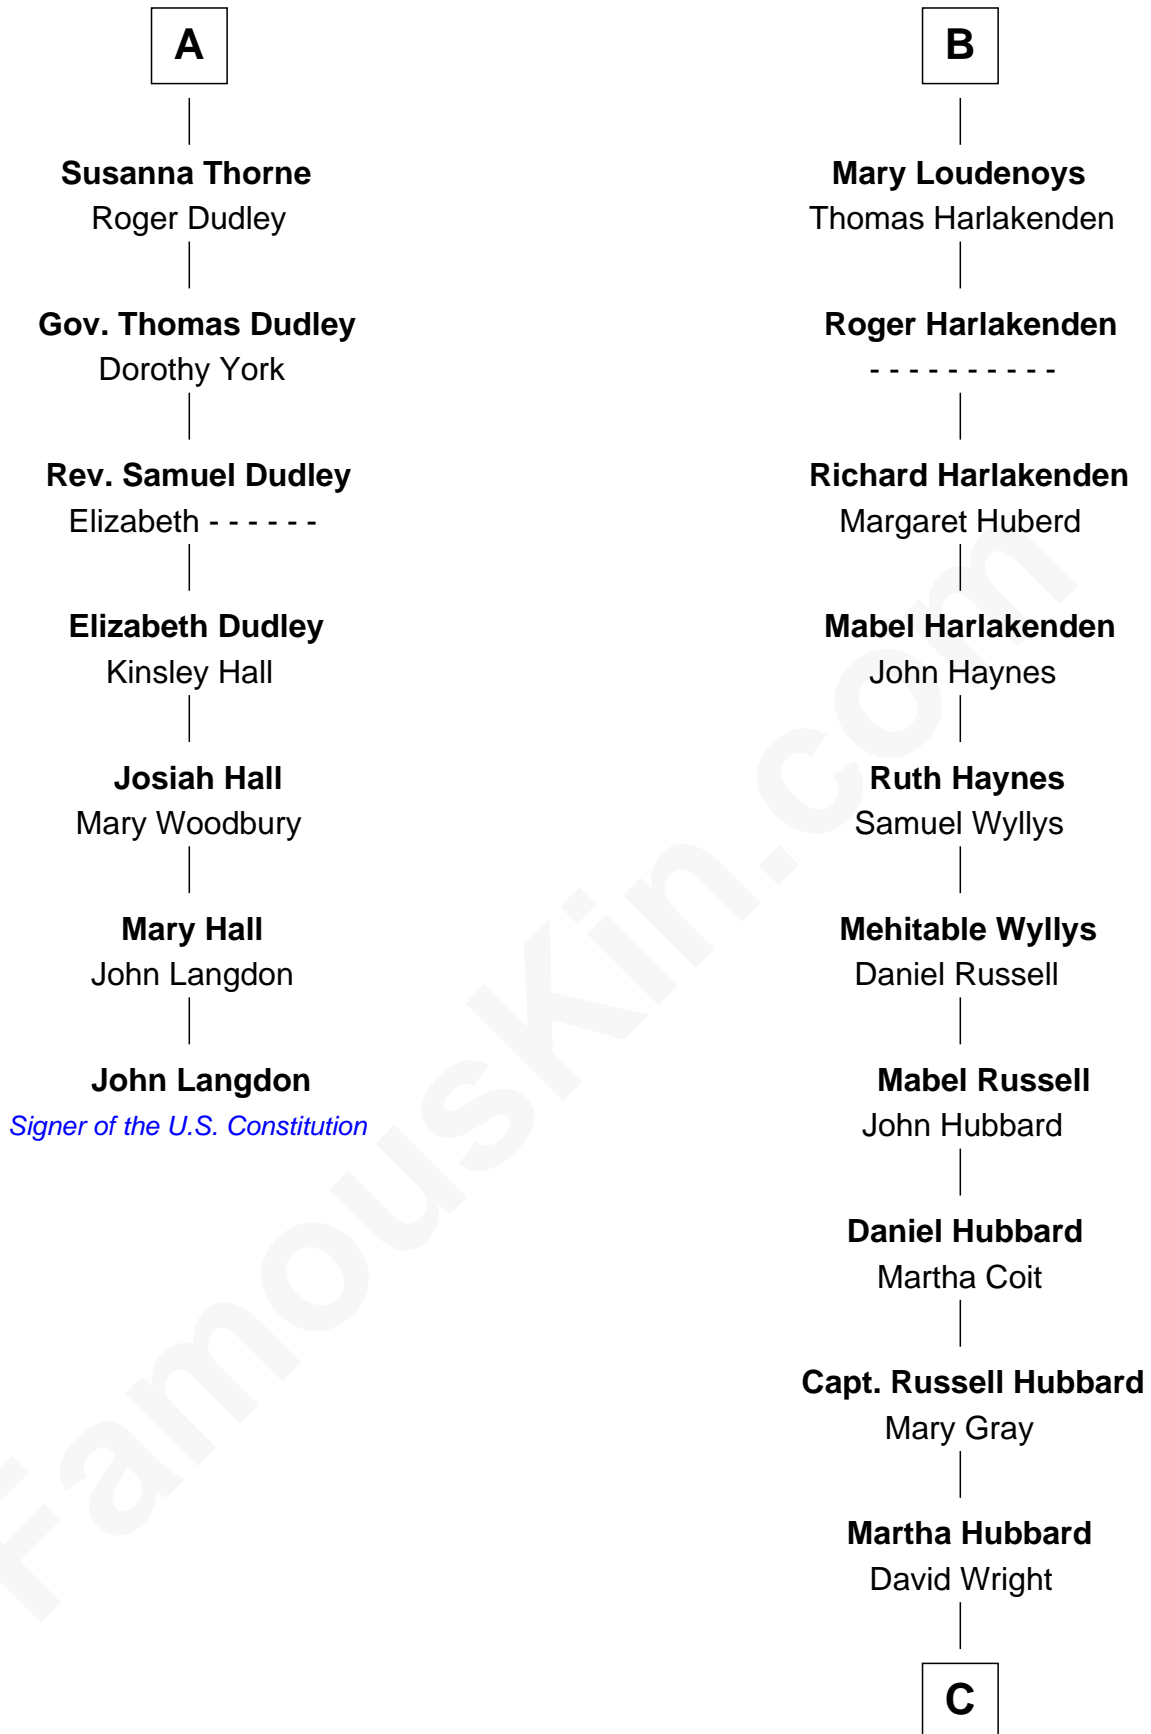 A
Susanna Thorne
Roger Dudley
Gov. Thomas Dudley
Dorothy York
Rev. Samuel Dudley
Elizabeth - - - - - -
Elizabeth Dudley
Kinsley Hall
Josiah Hall
Mary Woodbury
Mary Hall
John Langdon
John Langdon
Signer of the U.S. Constitution
B
Mary Loudenoys
Thomas Harlakenden
Roger Harlakenden
- - - - - - - - - -
Richard Harlakenden
Margaret Huberd
Mabel Harlakenden
John Haynes
Ruth Haynes
Samuel Wyllys
Mehitable Wyllys
Daniel Russell
Mabel Russell
John Hubbard
Daniel Hubbard
Martha Coit
Capt. Russell Hubbard
Mary Gray
Martha Hubbard
David Wright
C
FamousKin.com